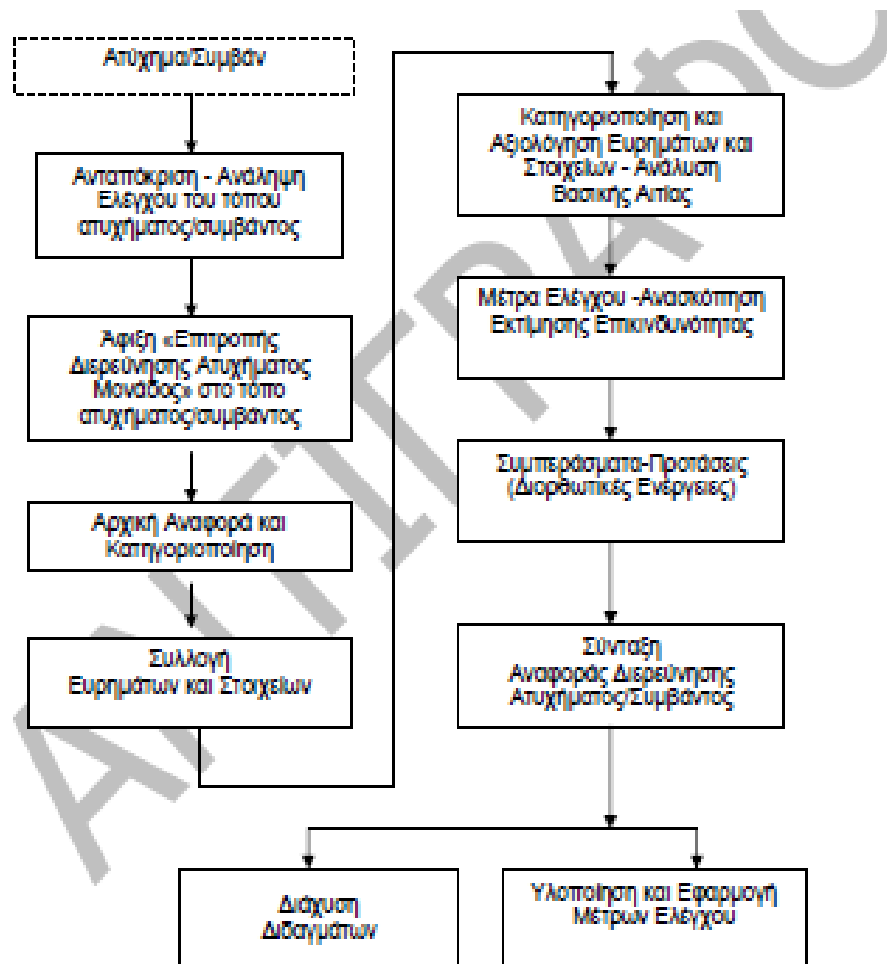 Ατύχημα/Συμβάν
Ανταπόκριση - Ανάληψη
Ελέγχου του τόπου
ατυχήματος/συμβάντος
Άφιξη «Επιτροπής
Διερεύνησης Ατυχήματος
Μονάδος» στο τόπο
ατυχήματος/συμβάντος
Αρχική Αναφορά και
Κατηγοριοποίηση
Συλλογή
Ευρημάτων και Στοιχείων
Κατηγοριοποίηση και
Αξιολόγηση Ευρημάτων και
Στοιχείων - Ανάλυση
Βασικής Αιτίας
Μέτρα Ελέγχου -Ανασκόπηση
Εκτίμησης Επικινδυνότητας
Συμπεράσματα-Προτάσεις
(Διορθωτικές Ενέργειες)
Σύνταξη
Αναφοράς Διερεύνησης
Ατυχήματος/Συμβάντος
Διάχυση
Διδαγμάτων
Υλοποίηση και Εφαρμογή
Μέτρων Ελέγχου
ΑΝΤΙΓΡΑΦΟ